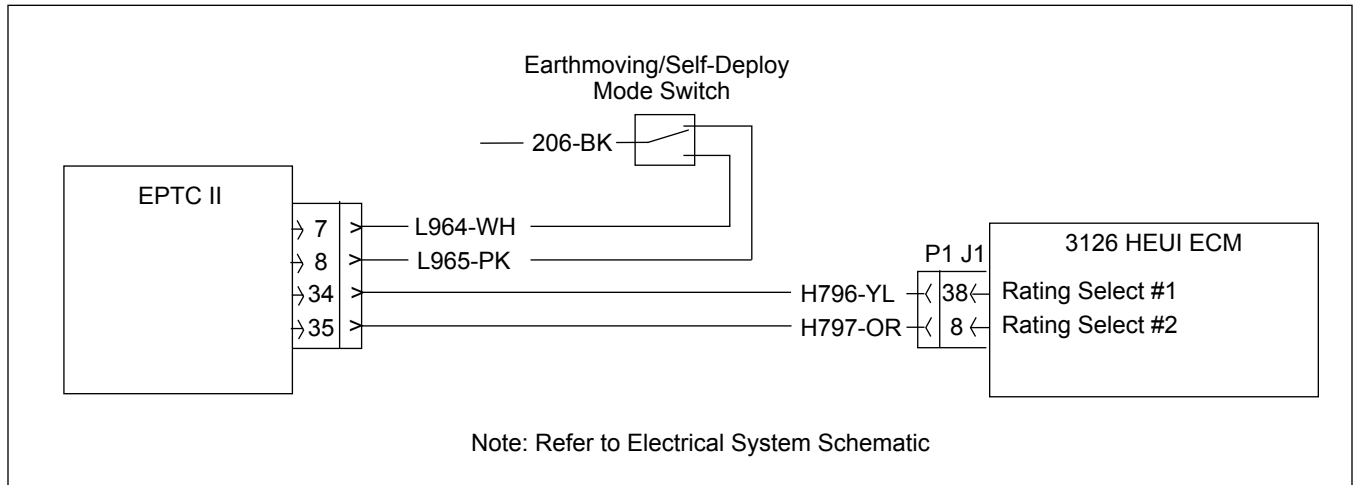 Earthmoving/Self-Deploy
Mode Switch
206-BK
EPTC II
7
L964-WH
8
L965-PK
34
35
P1 J1
3126 HEUI ECM
H796-YL
38
Rating Select #1
H797-OR
8
Rating Select #2
Note: Refer to Electrical System Schematic